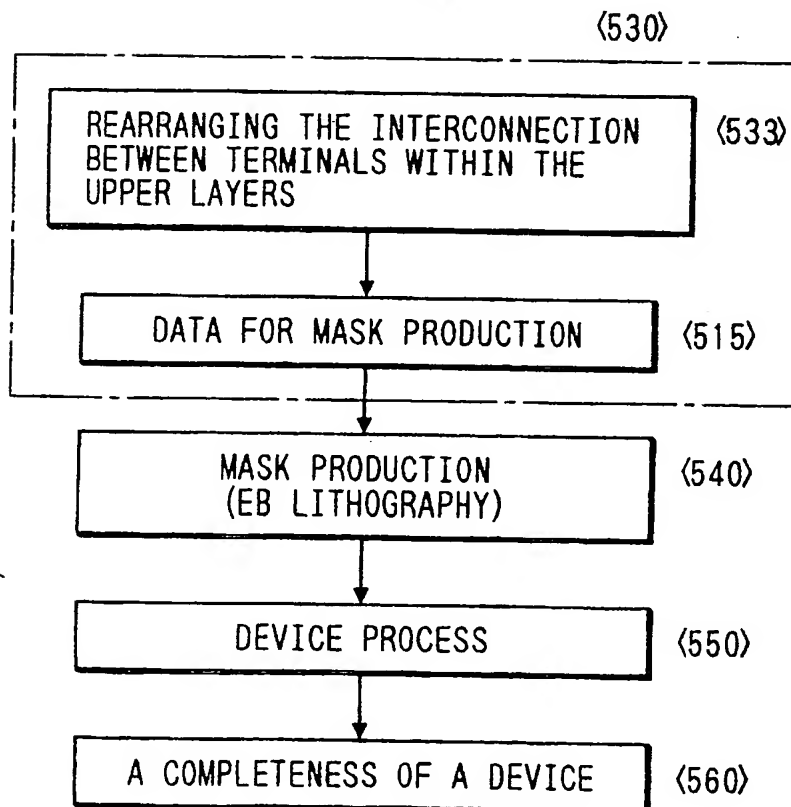 〈530〉
REARRANGING THE INTERCONNECTION
BETWEEN TERMINALS WITHIN THE
UPPER LAYERS
〈533〉
DATA FOR MASK PRODUCTION
〈515〉
MASK PRODUCTION
(EB LITHOGRAPHY)
〈540〉
DEVICE PROCESS
〈550〉
A COMPLETENESS OF A DEVICE
〈560〉